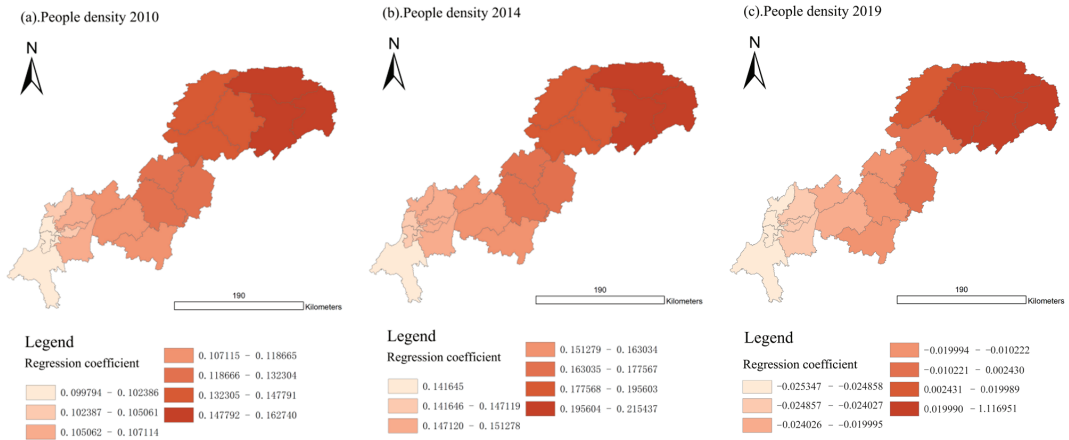 (a).People density 2010
N
190
Kilometers
Legend
Regression coefficient
0.099794 - 0.102386
0.102387 - 0.105061
0.105062 - 0.107114
0.107115 - 0.118665
0.118666 - 0.132304
0.132305 - 0.147791
0.147792 - 0.162740
(b).People density 2014
N
190
Kilometers
Legend
Regression coefficient
0.141645
0.141646 - 0.147119
0.147120 - 0.151278
0.151279 - 0.163034
0.163035 - 0.177567
0.177568 - 0.195603
0.195604 - 0.215437
(c).People density 2019
N
190
Kilometers
Legend
Regression coefficient
-0.025347 - -0.024858
-0.024857 - -0.024027
-0.024026 - -0.019995
-0.019994 - -0.010222
-0.010221 - -0.002430
0.002431 - 0.019989
0.019990 - 1.116951